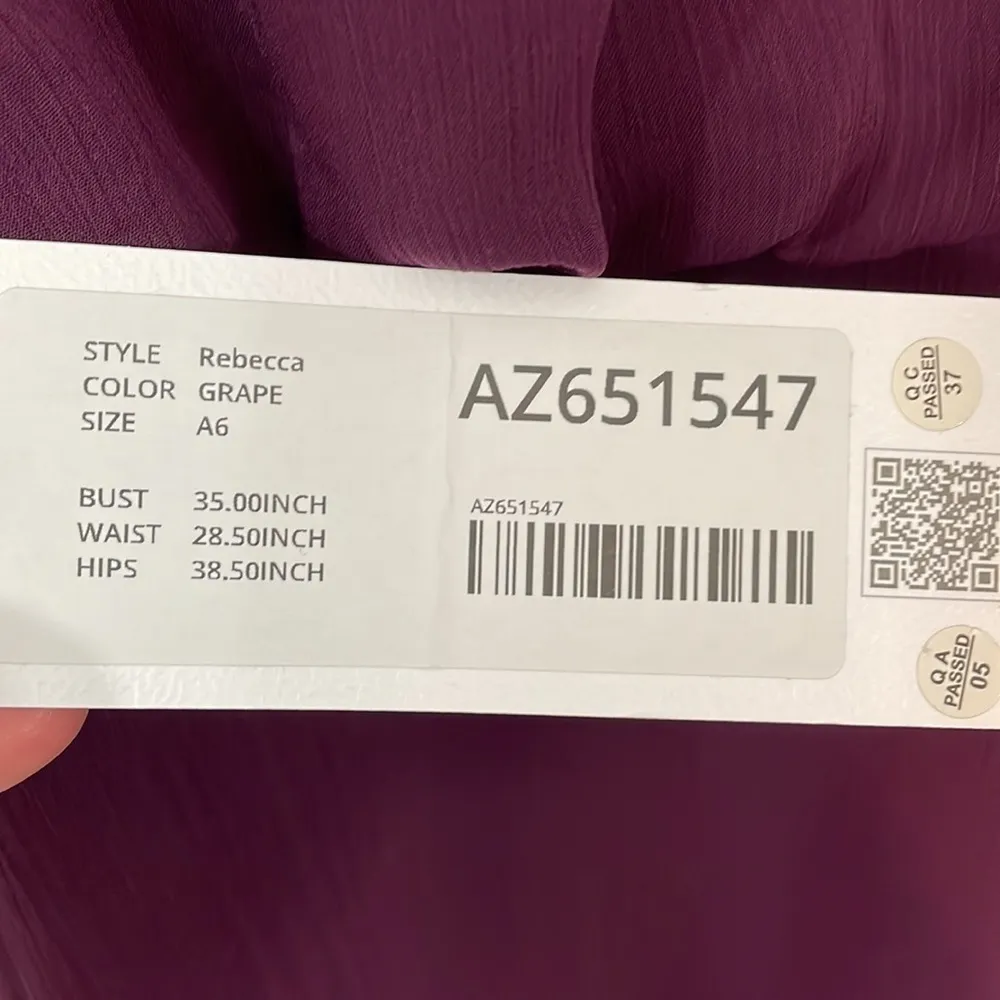 STYLE Rebecca
COLOR GRAPE
SIZE A6
BUST 35.00INCH
WAIST 28.50INCH
HIPS 38.50INCH
AZ651547
AZ651547
Q C
PASSED
37
Q A
PASSED
05